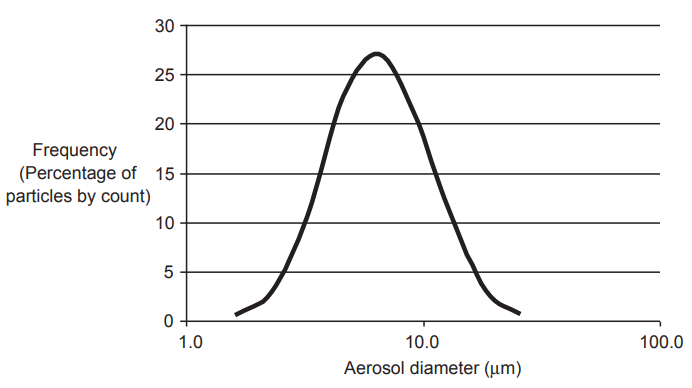 30
25
20
15
10
5
0
Frequency
(Percentage of
particles by count)
1.0
10.0
100.0
Aerosol diameter (μm)